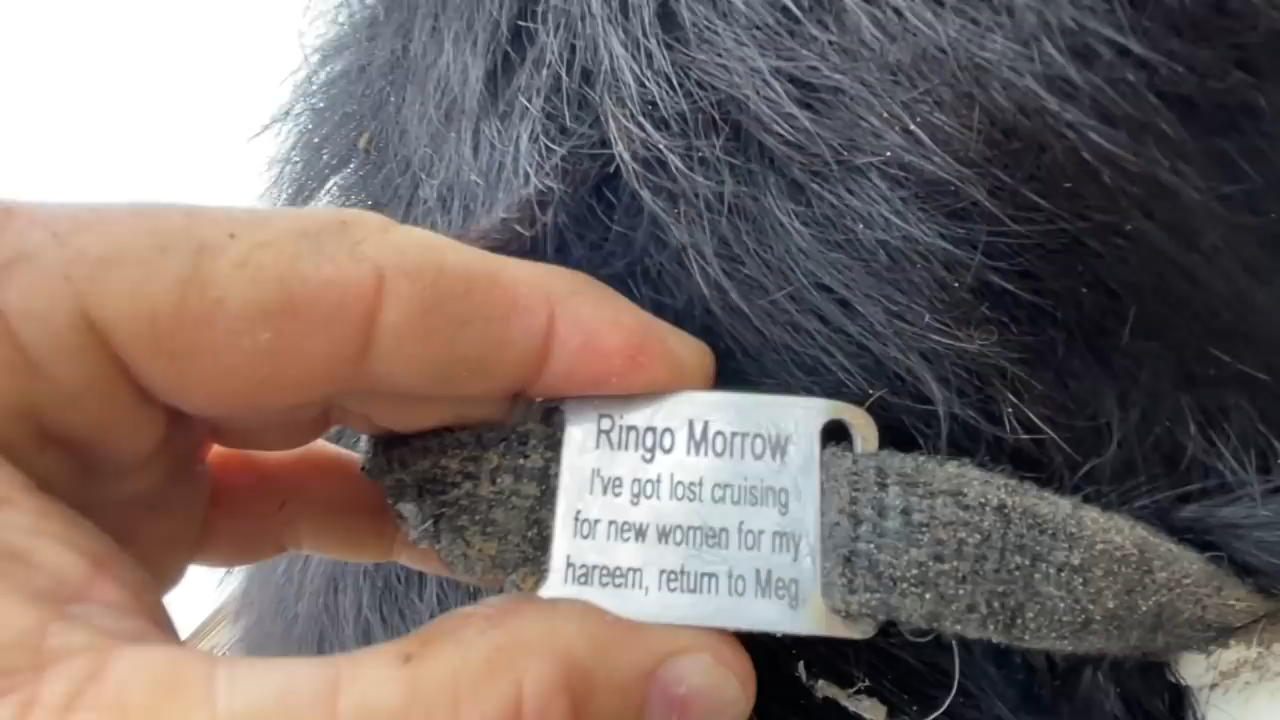 Ringo Morrow
I've got lost cruising
for new women for my
hareem, return to Meg.